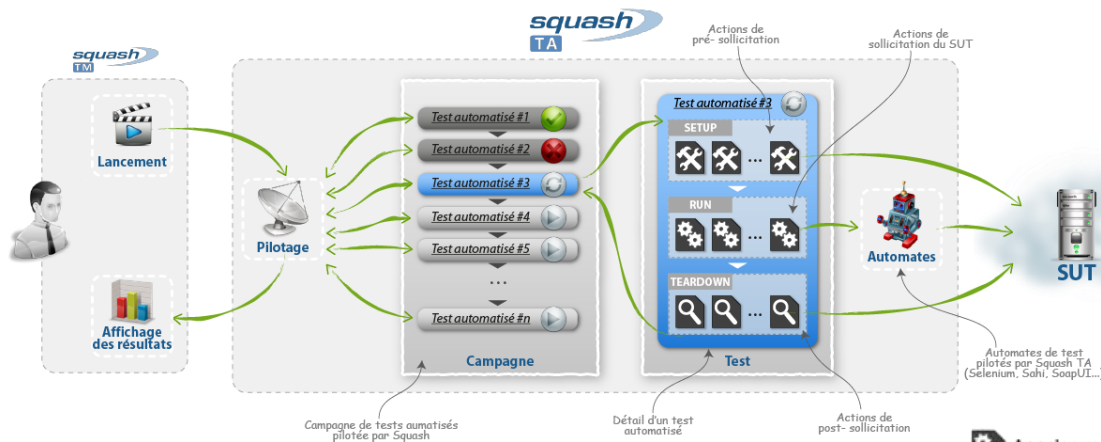 squash
TA
squash
TM
Lancement
Affichage
des résultats
Pilotage
Test automatisé #1
Test automatisé #2
Test automatisé #3
Test automatisé #4
Test automatisé #5
...
Test automatisé #n
Campagne
Campagne de tests aumatisés
pilotée par Squash
Actions de
pré- sollicitation
Actions de
sollicitation du SUT
Test automatisé #3
SETUP
...
RUN
...
TEARDOWN
...
Test
Détail d'un test
automatisé
Actions de
post- sollicitation
Automates
Automates de test
pilotés par Squash TA
(Selenium, Sahi, SoapUI...)
squash
SUT